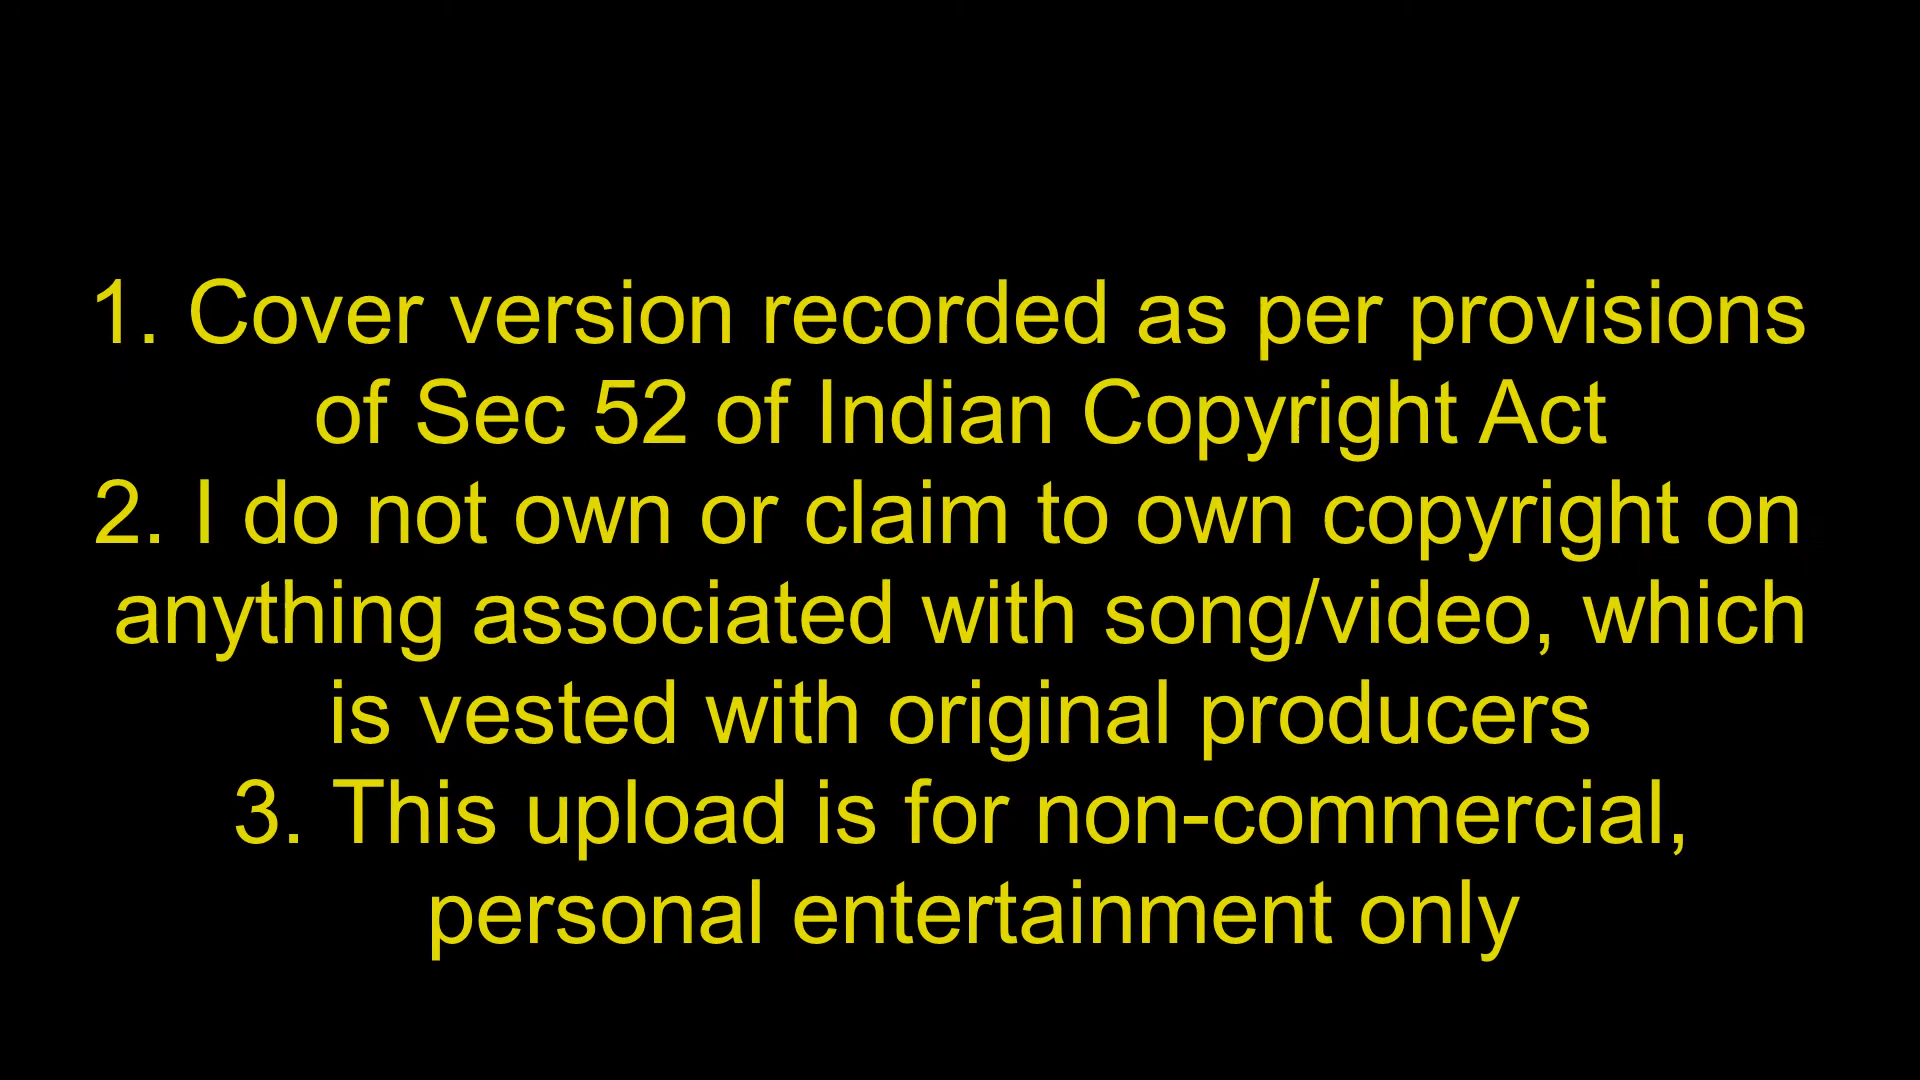 1. Cover version recorded as per provisions
of Sec 52 of Indian Copyright Act
2. I do not own or claim to own copyright on
anything associated with song/video, which
is vested with original producers
3. This upload is for non-commercial,
personal entertainment only